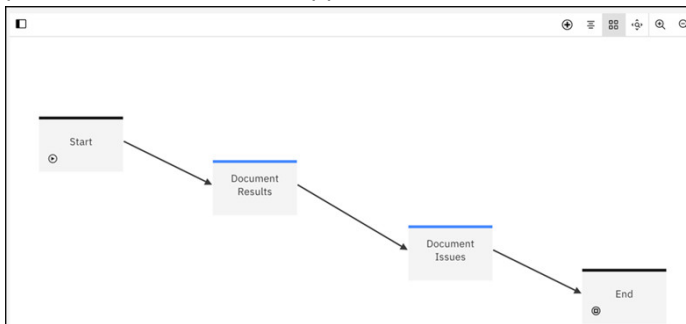 Start
Document
Results
Document
Issues
End